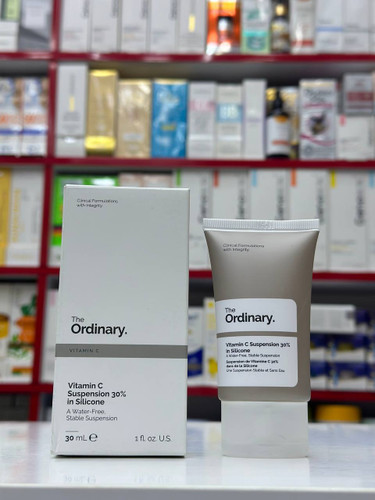 Clinical Formulations
with Integrity.
The
Ordinary.
VITAMIN C
Vitamin C
Suspension 30%
in Silicone
A Water-Free,
Stable Suspension
30 mL ℮ 1 fl. oz. U.S.
Clinical Formulations
with Integrity.
The
Ordinary.
Vitamin C Suspension 30%
in Silicone
A Water-Free, Stable Suspension
Suspension de Vitamine C 30%
dans de la Silicone
Une Suspension Stable et Sans Eau